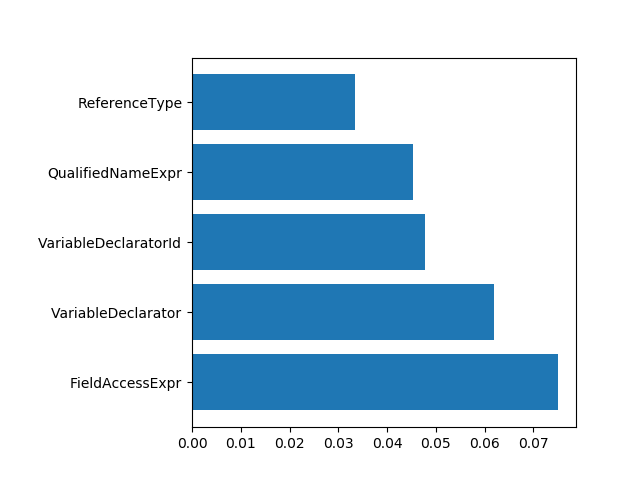 ReferenceType
QualifiedNameExpr
VariableDeclaratorId
VariableDeclarator
FieldAccessExpr
0.00 0.01 0.02 0.03 0.04 0.05 0.06 0.07